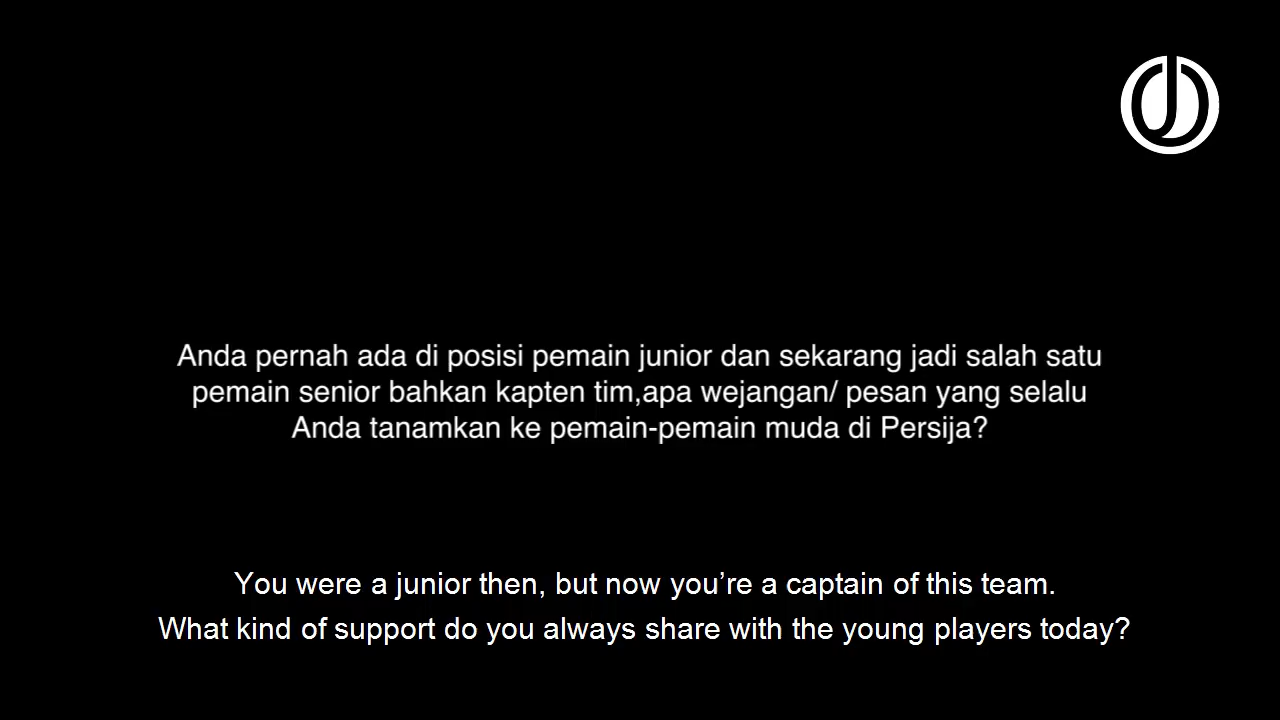 Anda pernah ada di posisi pemain junior dan sekarang jadi salah satu
pemain senior bahkan kapten tim,apa wejangan/ pesan yang selalu
Anda tanamkan ke pemain-pemain muda di Persija?
You were a junior then, but now you’re a captain of this team.
What kind of support do you always share with the young players today?